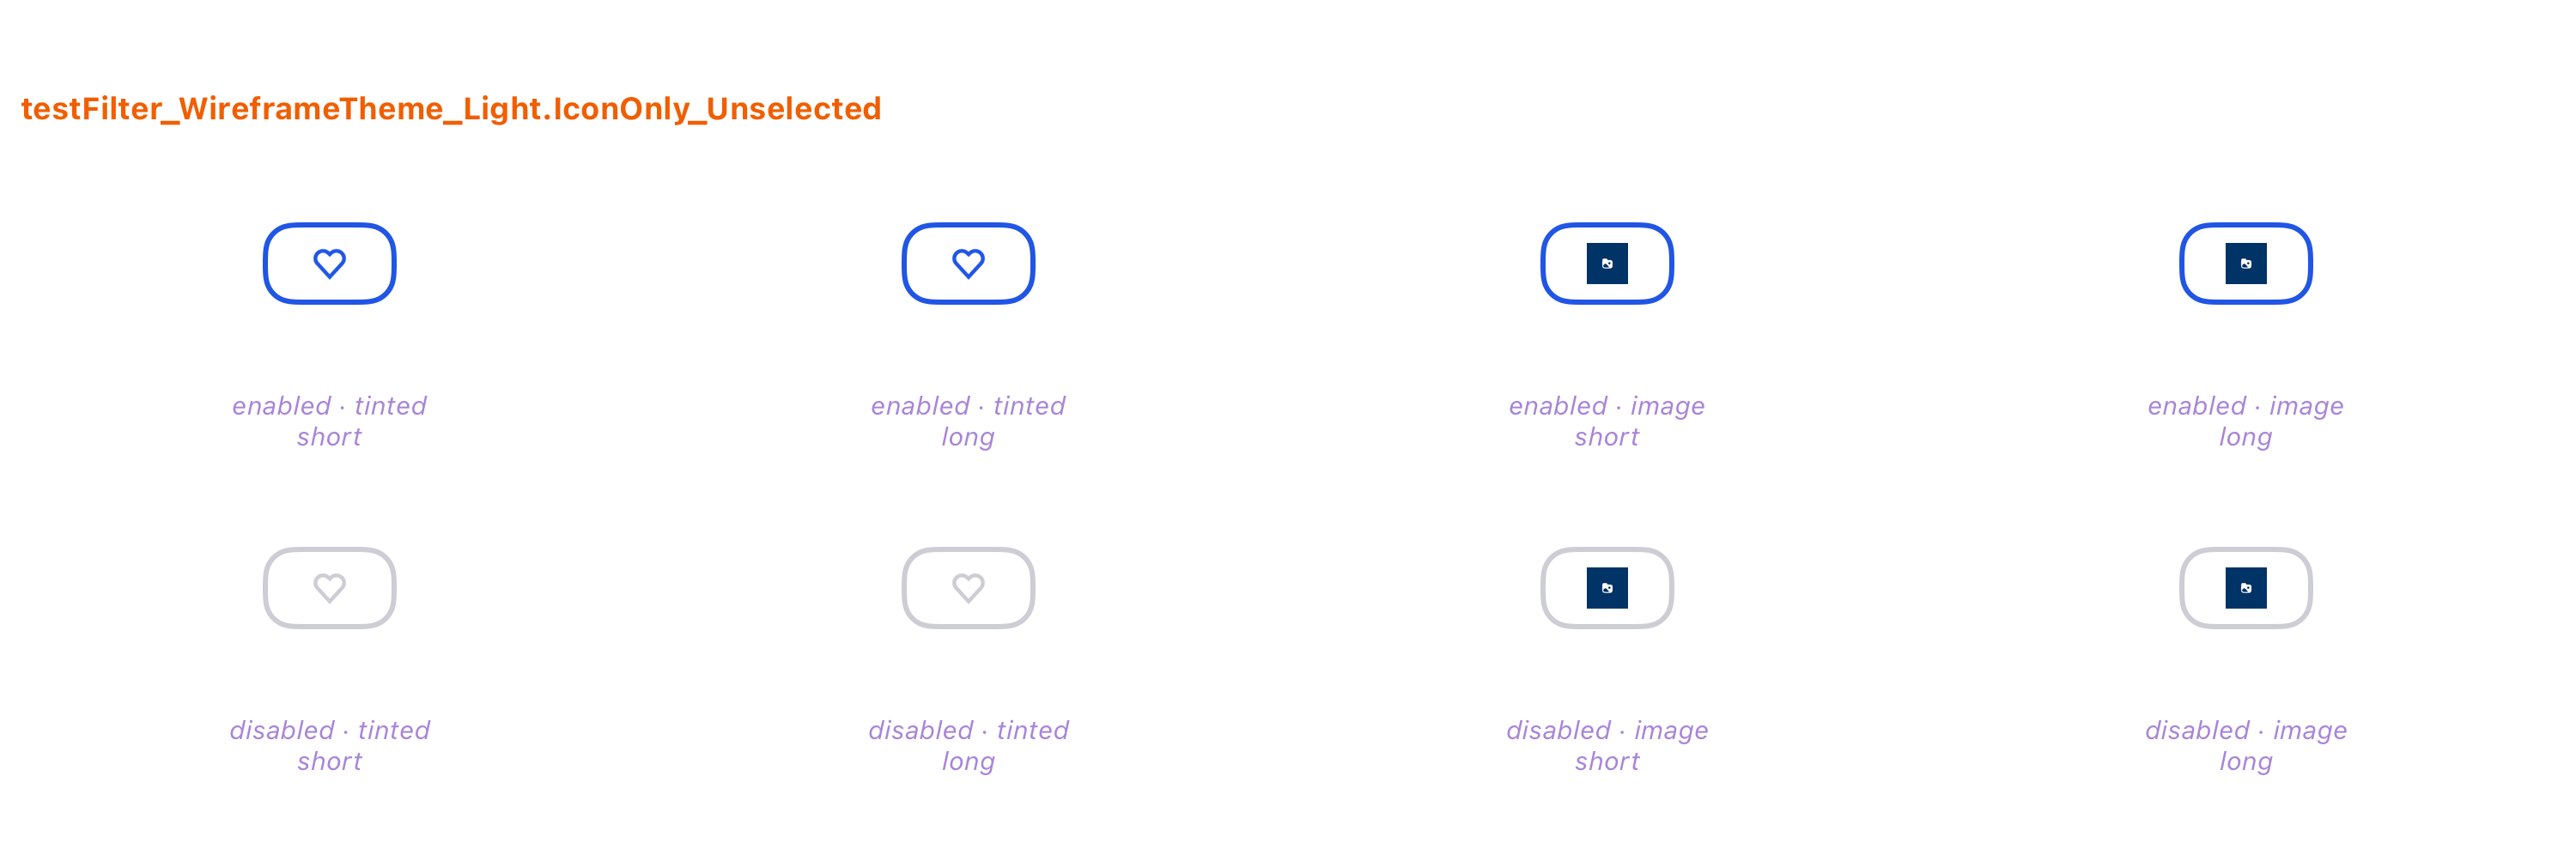 testFilter_WireframeTheme_Light.IconOnly_Unselected
enabled · tinted
short
enabled · tinted
long
enabled · image
short
enabled · image
long
disabled · tinted
short
disabled · tinted
long
disabled · image
short
disabled · image
long